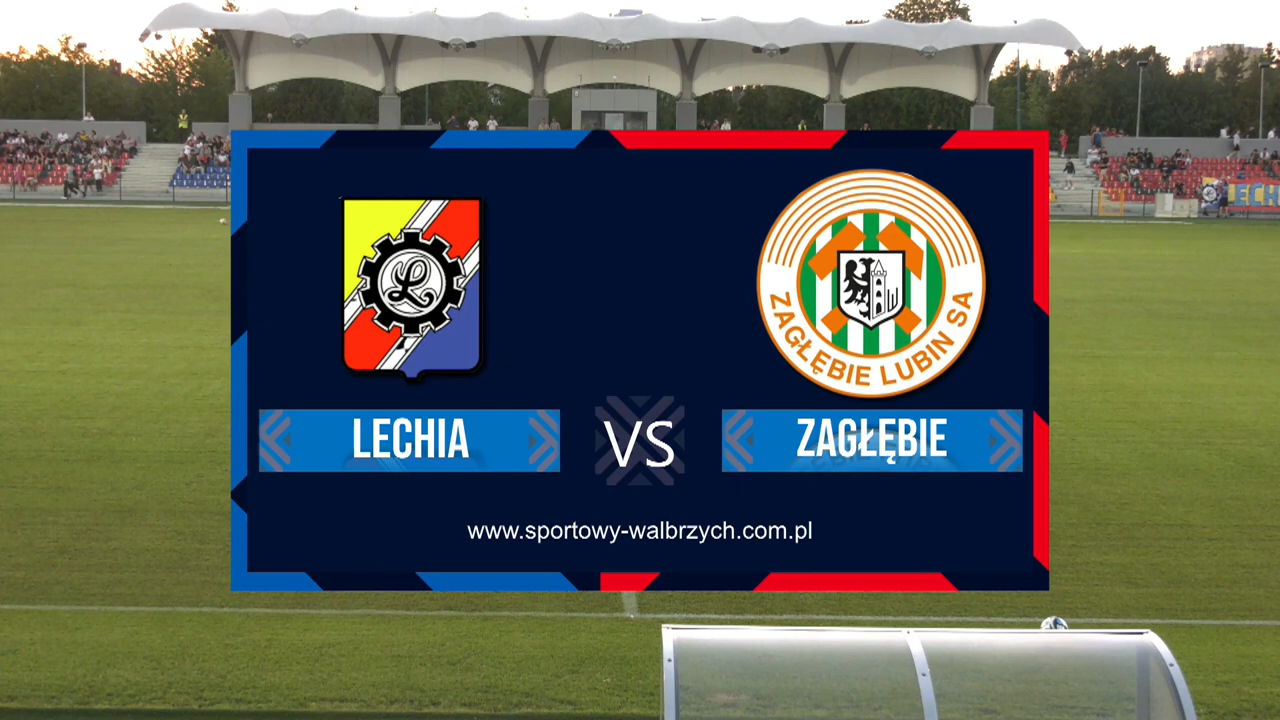 L
ZAGŁĘBIE LUBIN SA
LECHIA
VS
ZAGŁĘBIE
www.sportowy-walbrzych.com.pl